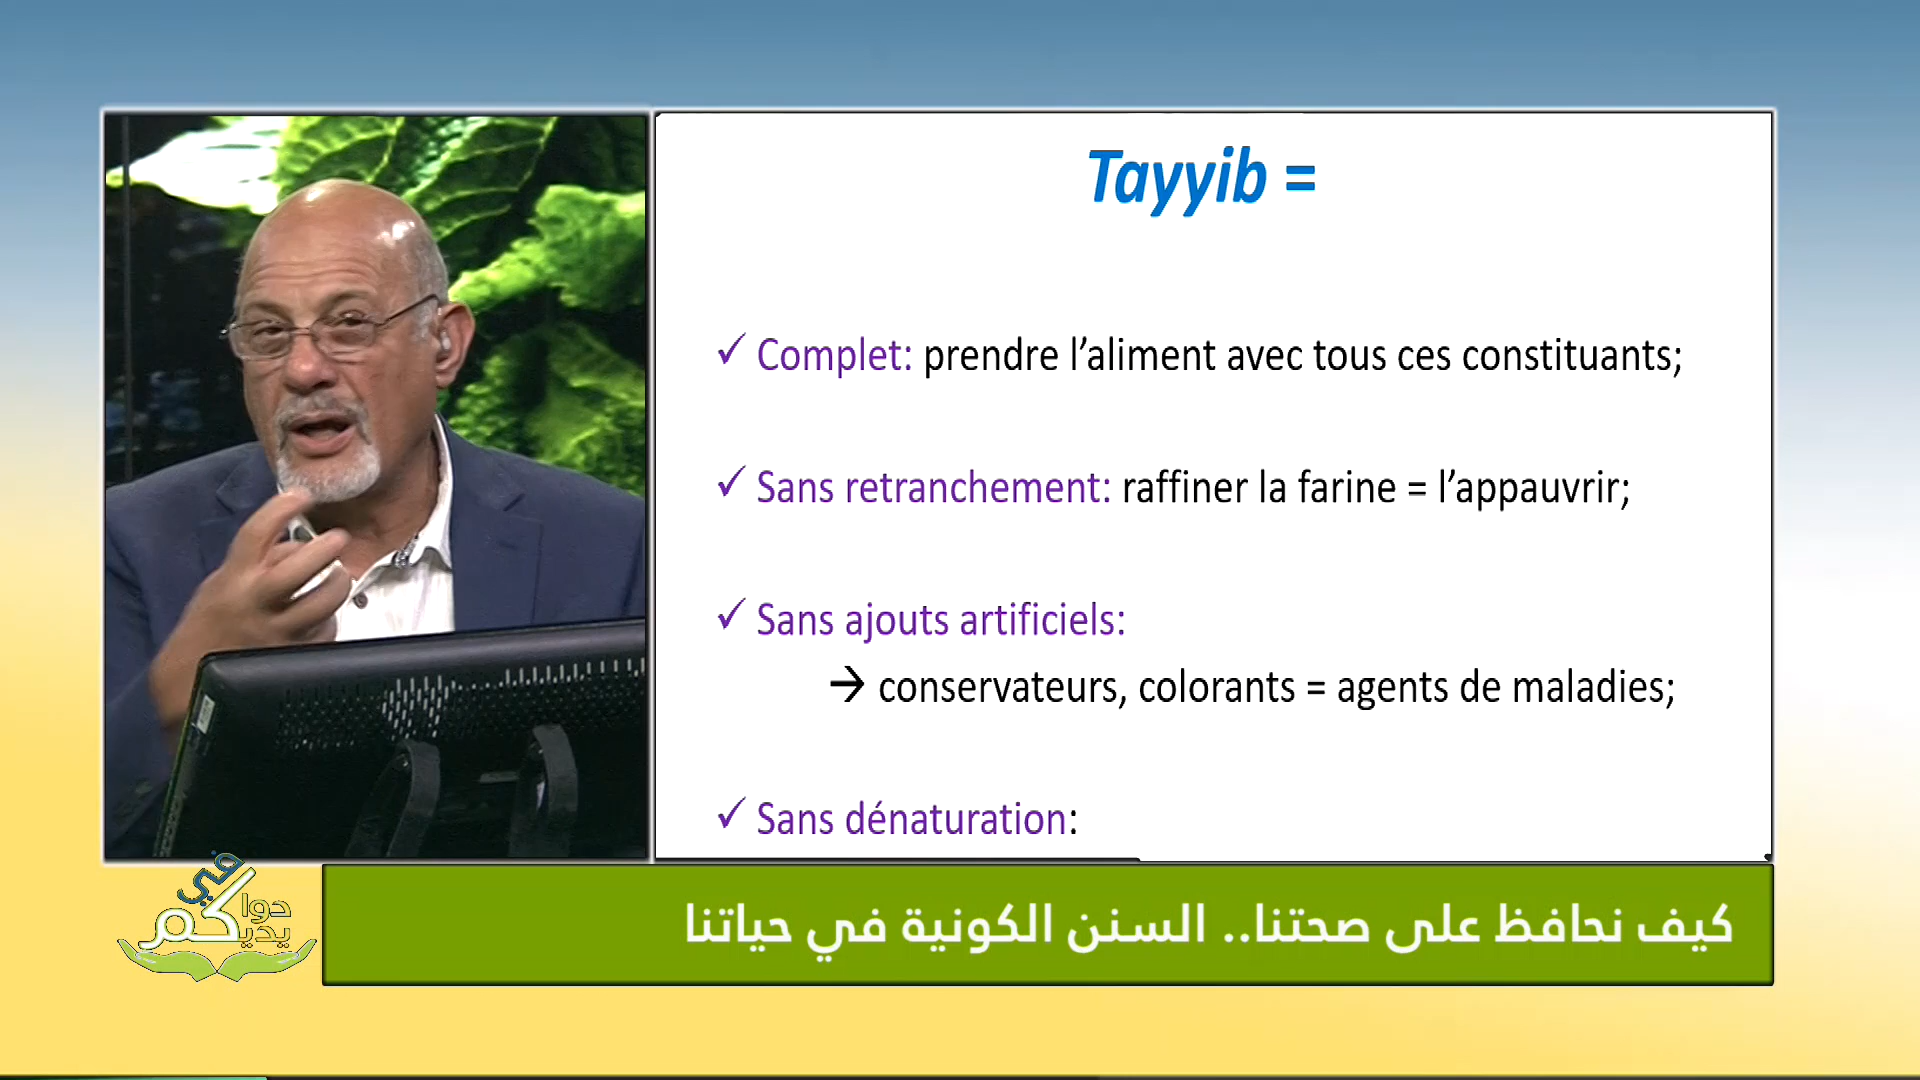 Tayyib =
✓ Complet: prendre l’aliment avec tous ces constituants;
✓ Sans retranchement: raffiner la farine = l’appauvrir;
✓ Sans ajouts artificiels:
→ conservateurs, colorants = agents de maladies;
✓ Sans dénaturation:
كيف نحافظ على صحتنا.. السنن الكونية في حياتنا
دواكم في
يديكم